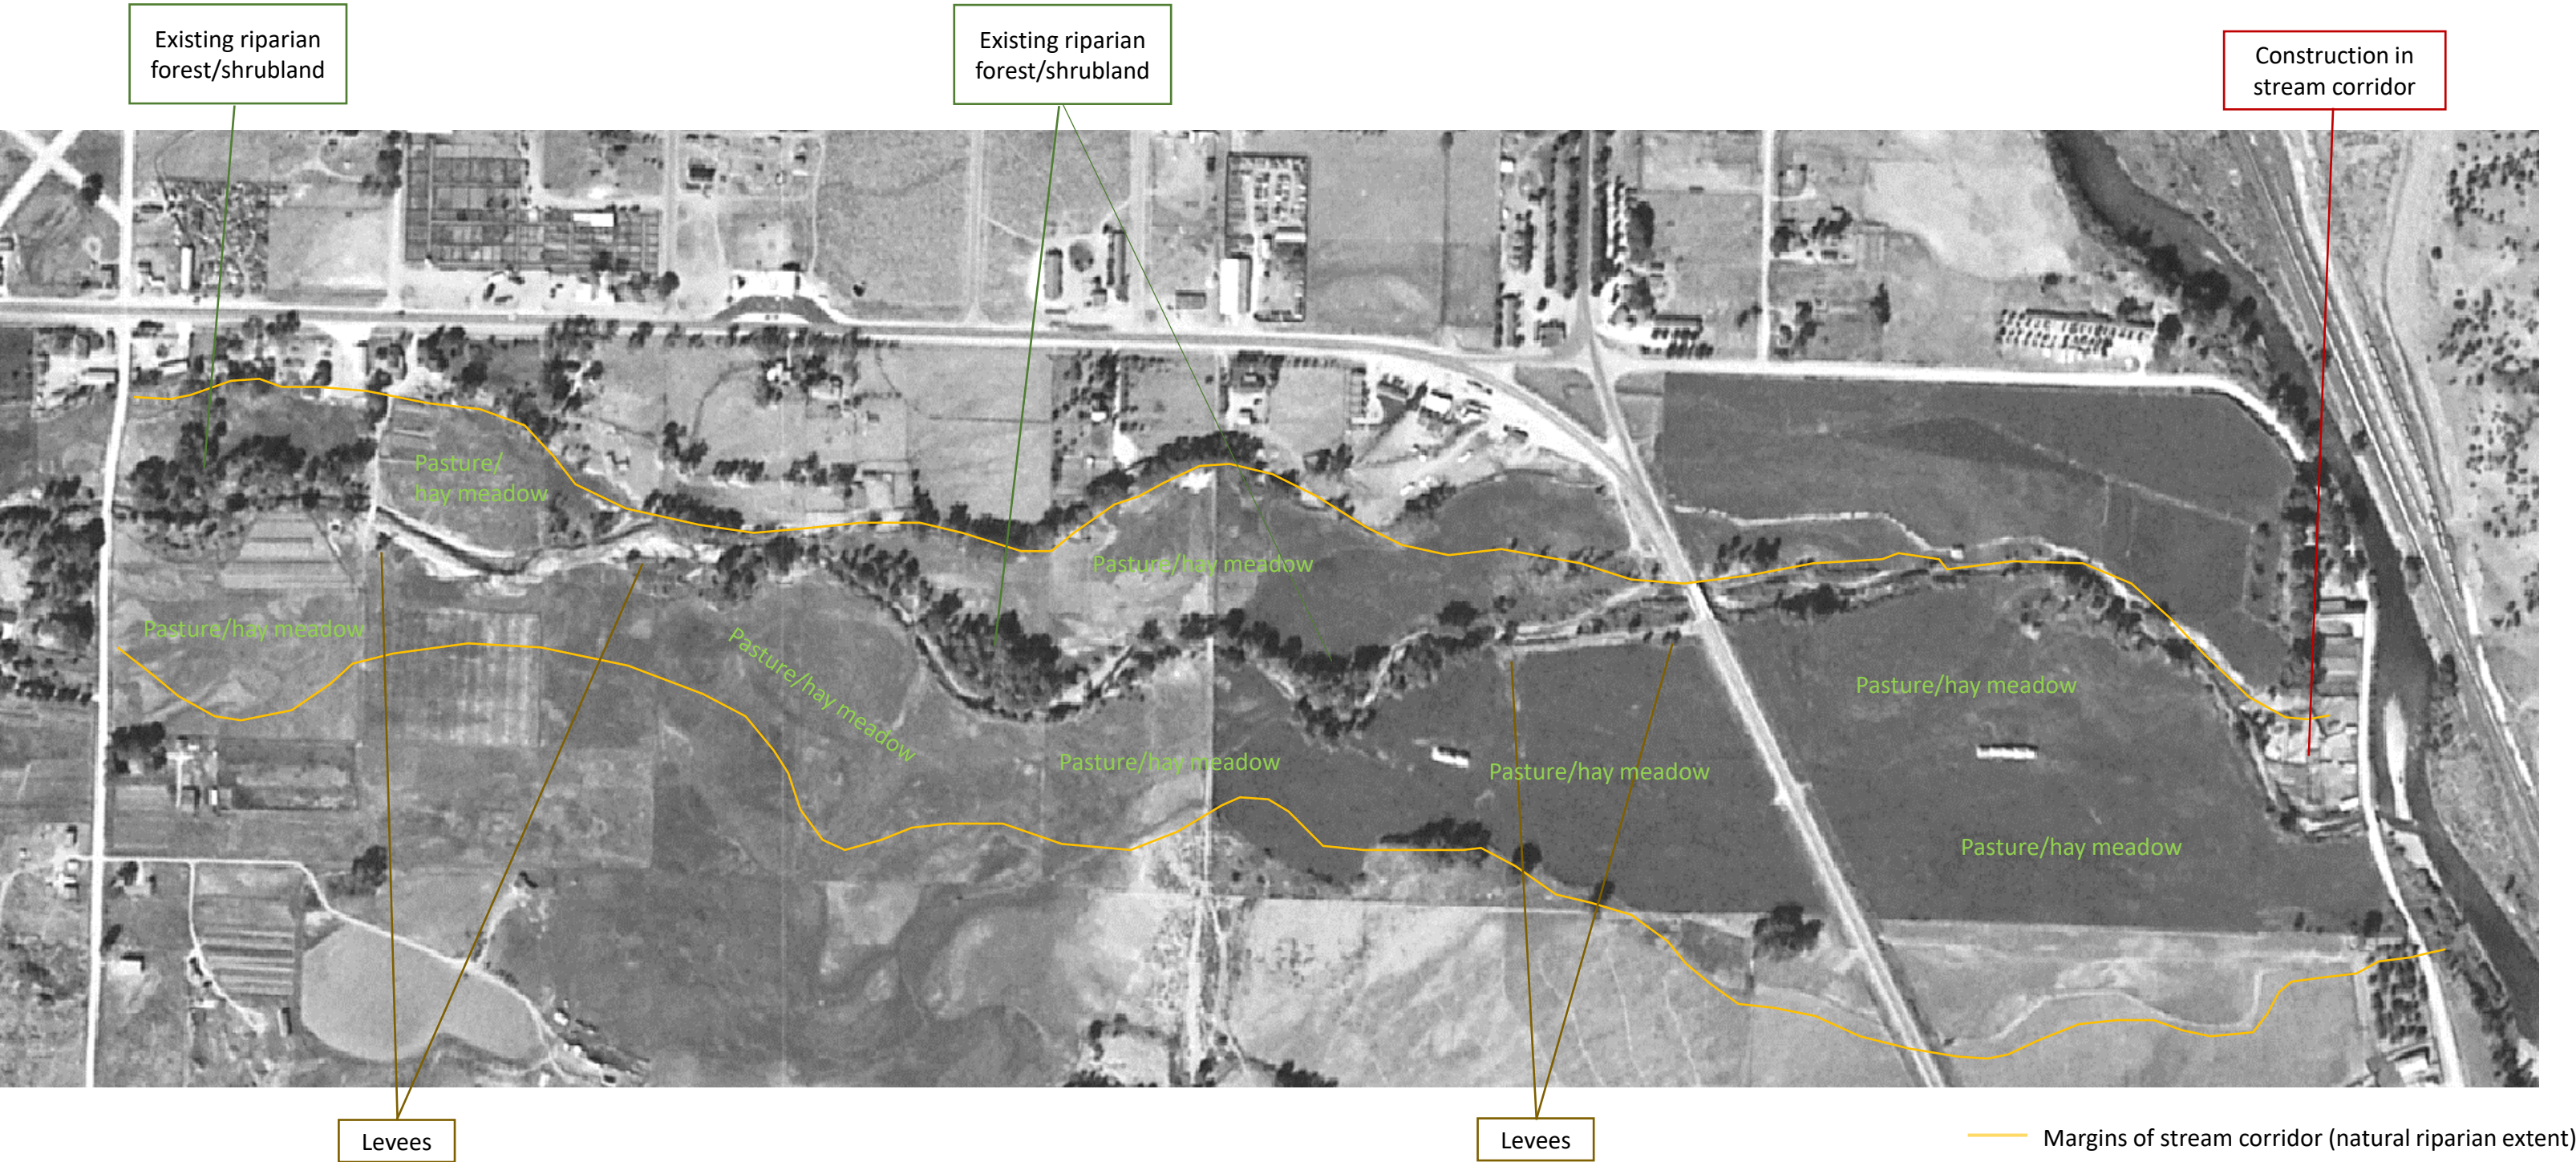 Existing riparian
forest/shrubland
Existing riparian
forest/shrubland
Construction in
stream corridor
Pasture/
hay meadow
Pasture/hay meadow
Pasture/hay meadow
Pasture/hay meadow
Pasture/hay meadow
Pasture/hay meadow
Pasture/hay meadow
Pasture/hay meadow
Levees
Levees
Margins of stream corridor (natural riparian extent)